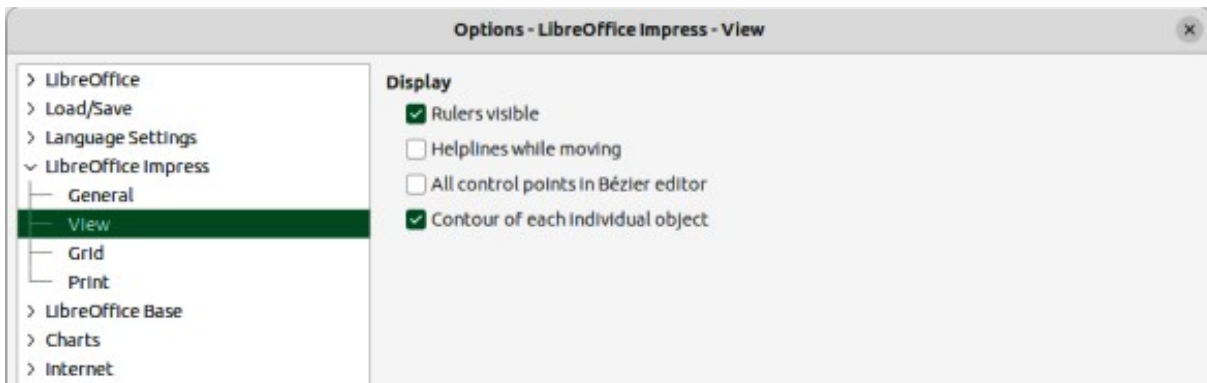 Options - LibreOffice Impress - View
LibreOffice
Load/Save
Language Settings
LibreOffice Impress
General
View
Grid
Print
LibreOffice Base
Charts
Internet
Display
Rulers visible
Helplines while moving
All control points in Bézier editor
Contour of each individual object